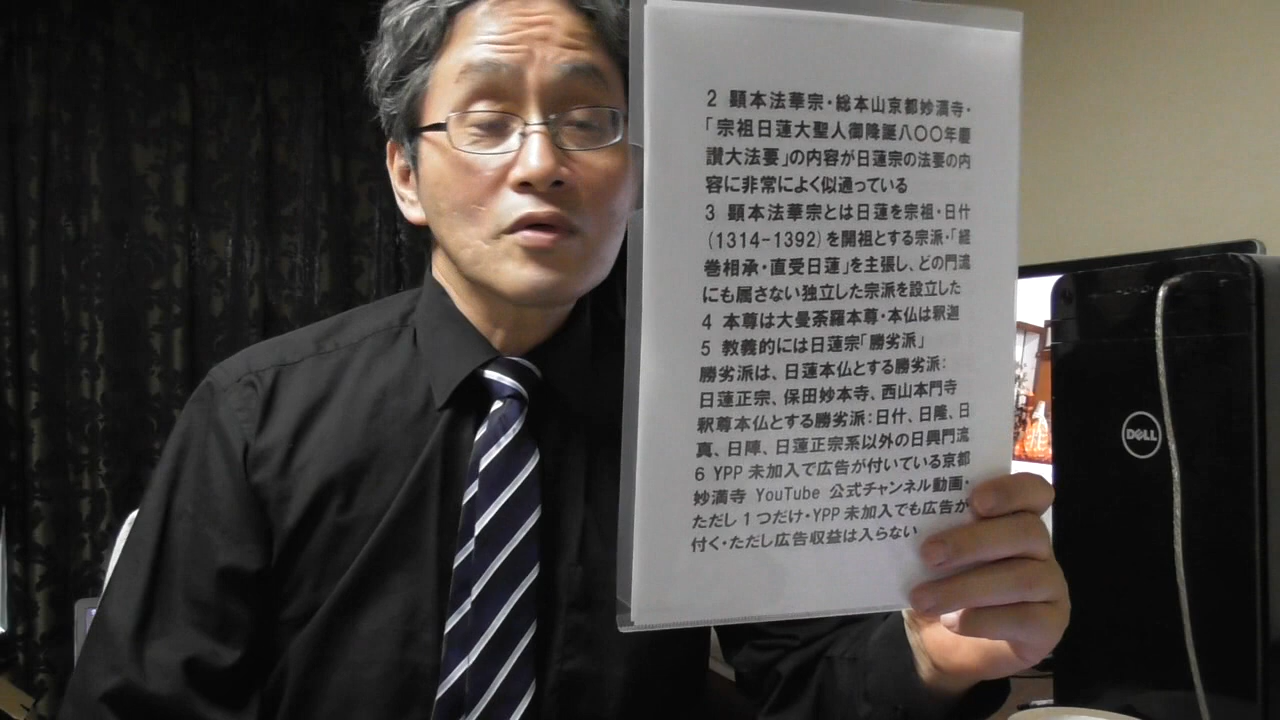 2 顕本法華宗・総本山京都妙満寺・
「宗祖日蓮大聖人御降誕八〇〇年慶
讃大法要」の内容が日蓮宗の法要の内
容に非常によく似通っている
3 顕本法華宗とは日蓮を宗祖・日什
(1314-1392)を開祖とする宗派・「経
巻相承・直受日蓮」を主張し、どの門流
にも属さない独立した宗派を設立した
4 本尊は大曼荼羅本尊・本仏は釈迦
5 教義的には日蓮宗「勝劣派」
勝劣派は、日蓮本仏とする勝劣派：
日蓮正宗、保田妙本寺、西山本門寺
釈尊本仏とする勝劣派：日什、日隆、日
真、日陣、日蓮正宗系以外の日興門流
6 YPP 未加入で広告が付いている京都
妙満寺 YouTube 公式チャンネル動画・
ただし1つだけ・YPP 未加入でも広告が
付く・ただし広告収益は入らない
DELL